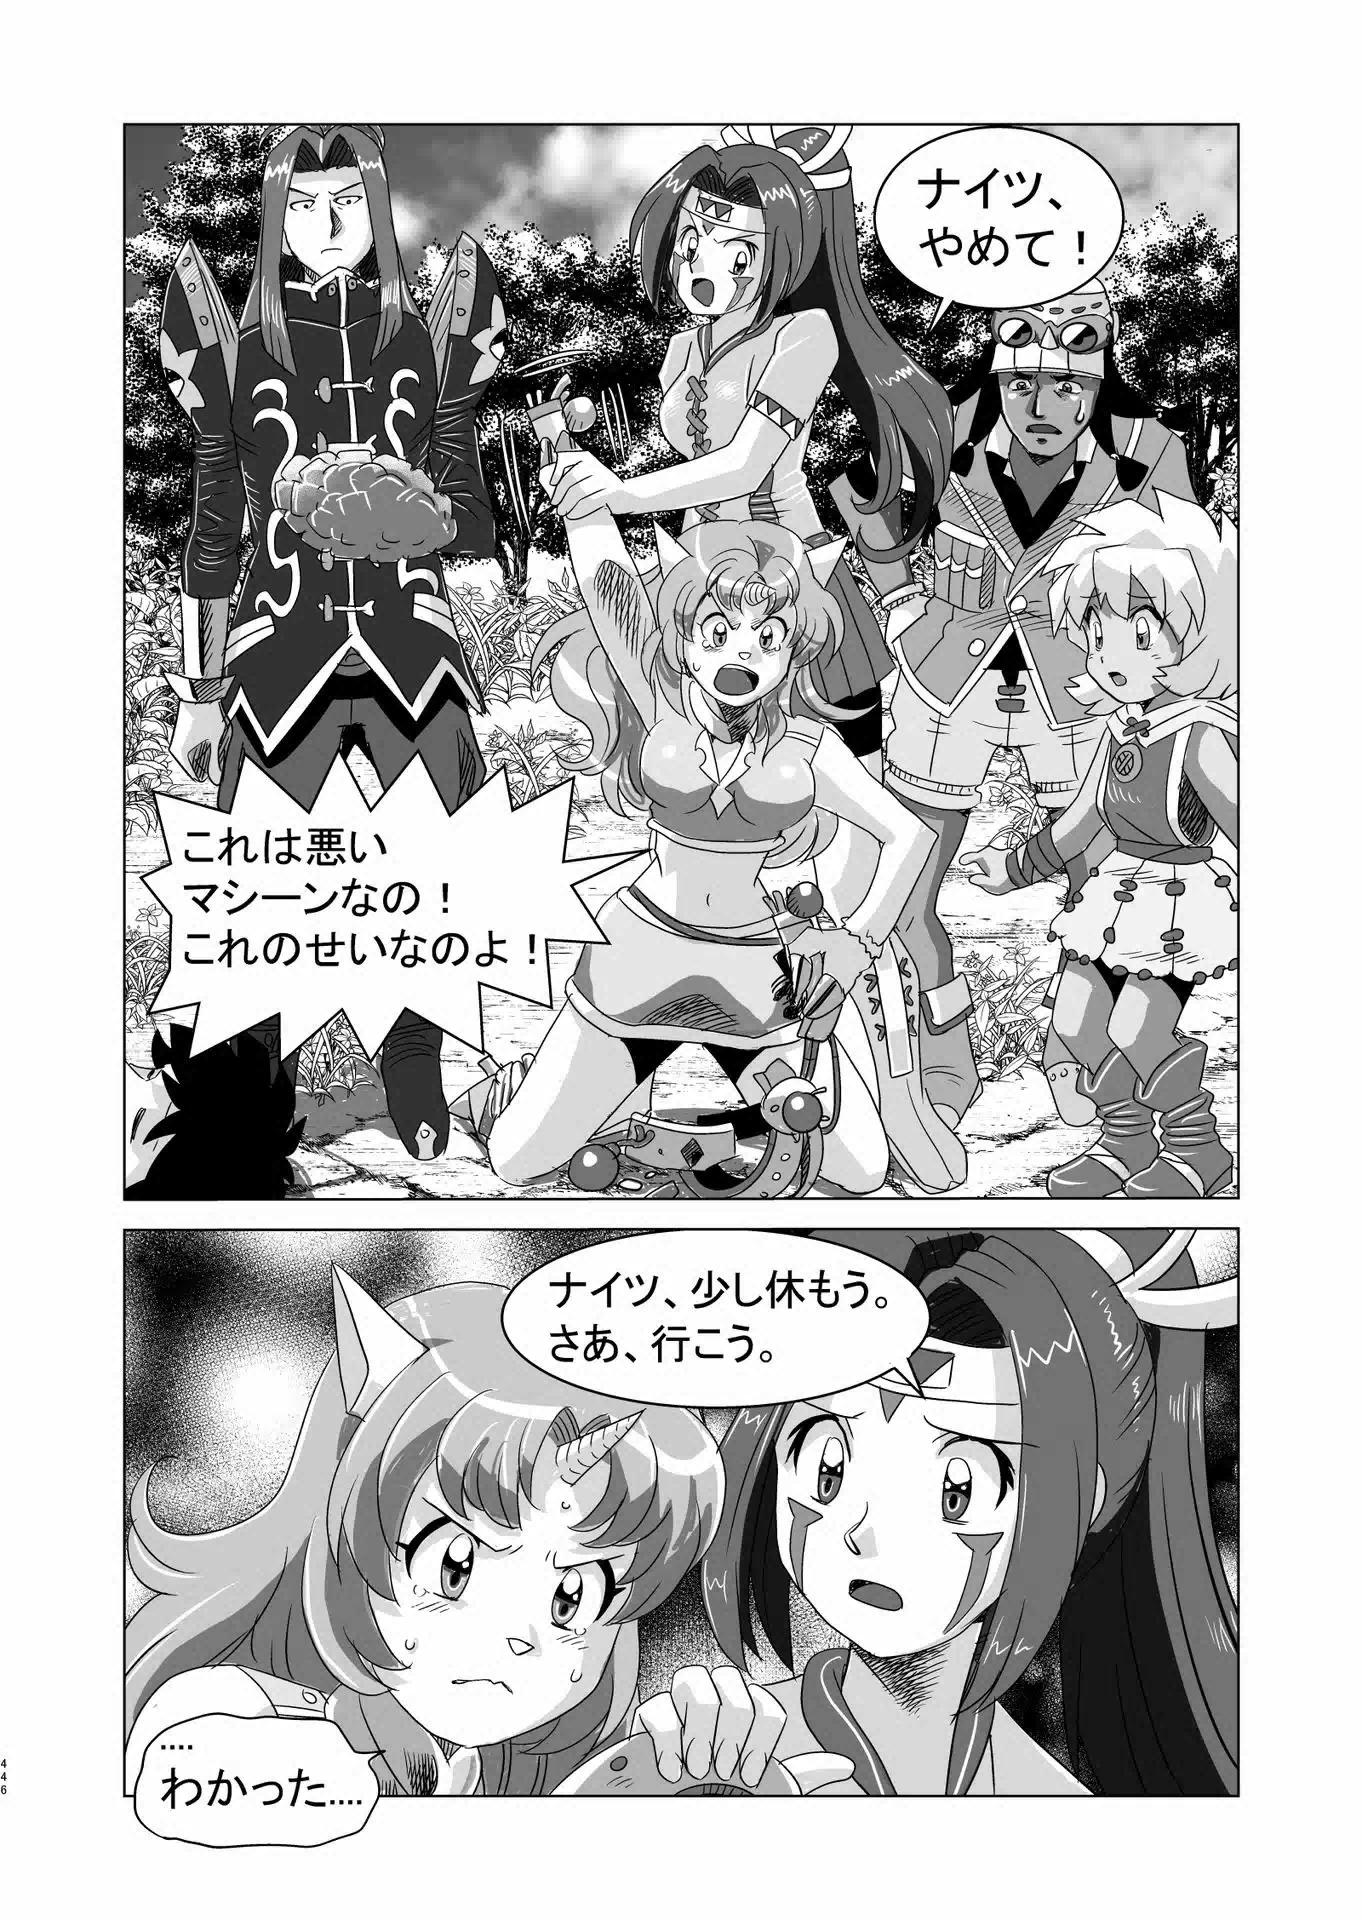 ナイツ、
やめて！
これは悪い
マシーンなの！
これのせいなのよ！
ナイツ、少し休もう。
さあ、行こう。
....
わかった....
446